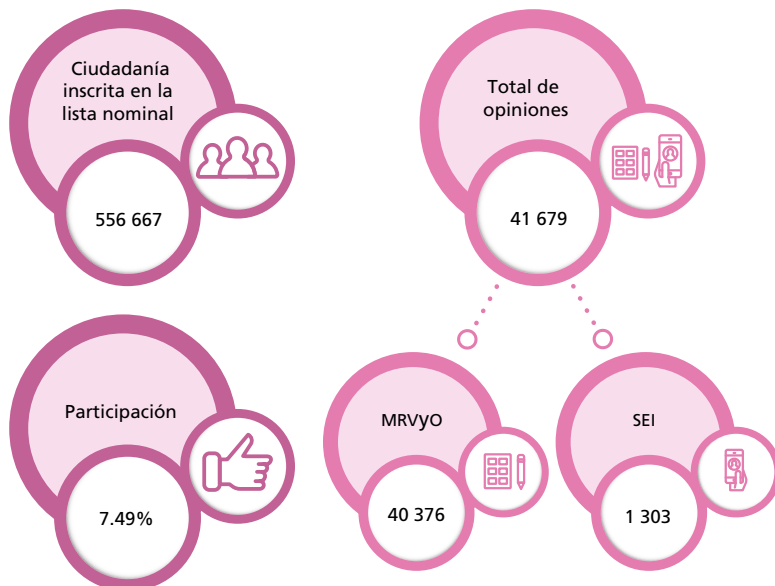 Ciudadanía
inscrita en la
lista nominal
556 667
Total de
opiniones
41 679
Participación
7.49%
MRVyO
40 376
SEI
1 303